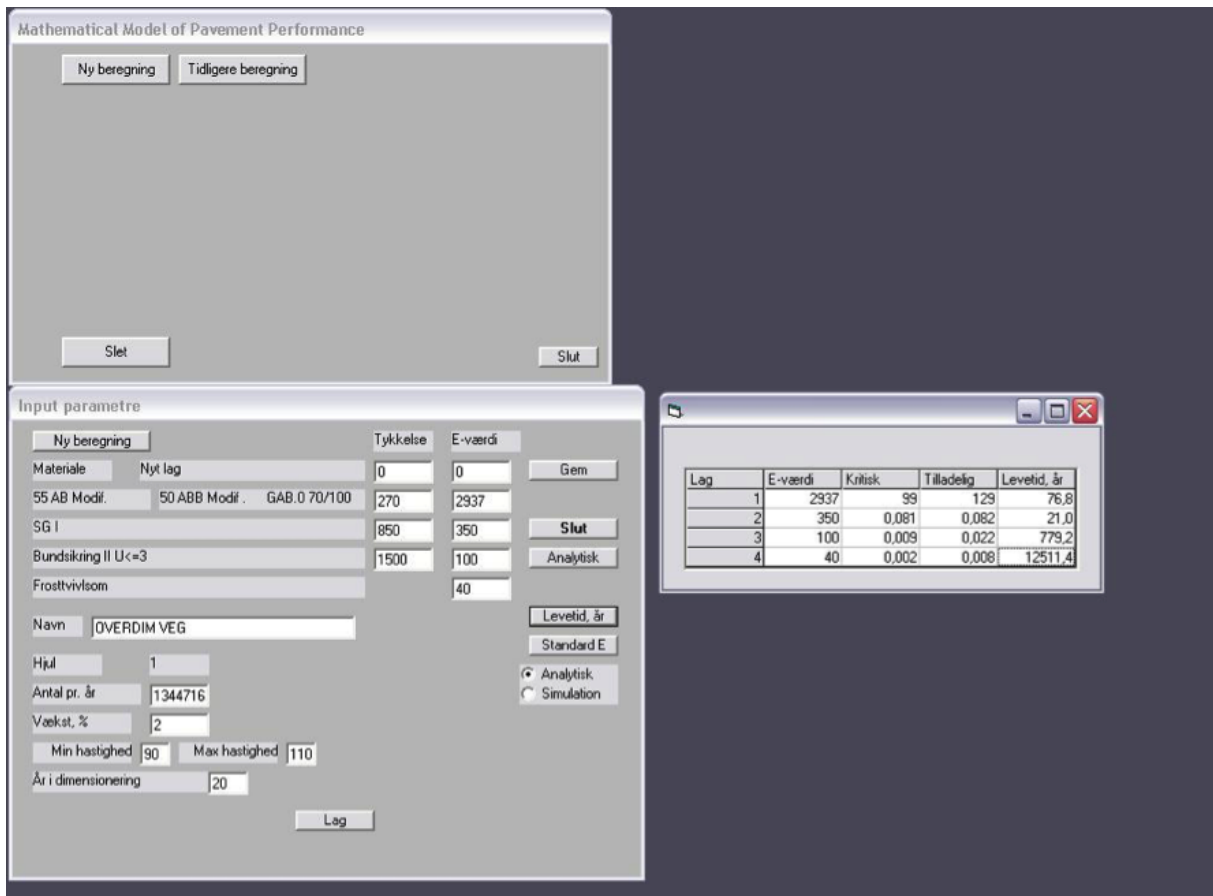 Mathematical Model of Pavement Performance
Ny beregning Tidligere beregning
Slet
Slut
Input parametre
Ny beregning Tykkelse E-værdi
Materiale Nyt lag 0 0 Gem
55 AB Modif. 50 ABB Modif . GAB.0 70/100 270 2937
SG I 850 350 Slut
Bundsikring II U<=3 1500 100 Analytisk
Frosttvivlsom 40
Levetid, år
Navn OVERDIM VEG
Standard E
Hjul 1
Analytisk
Antal pr. år 1344716 Simulation
Vækst, % 2
Min hastighed 90 Max hastighed 110
År i dimensionering 20
Lag
Lag E-værdi Kritisk Tilladelig Levetid, år
1 2937 99 129 76,8
2 350 0,081 0,082 21,0
3 100 0,009 0,022 779,2
4 40 0,002 0,008 12511,4